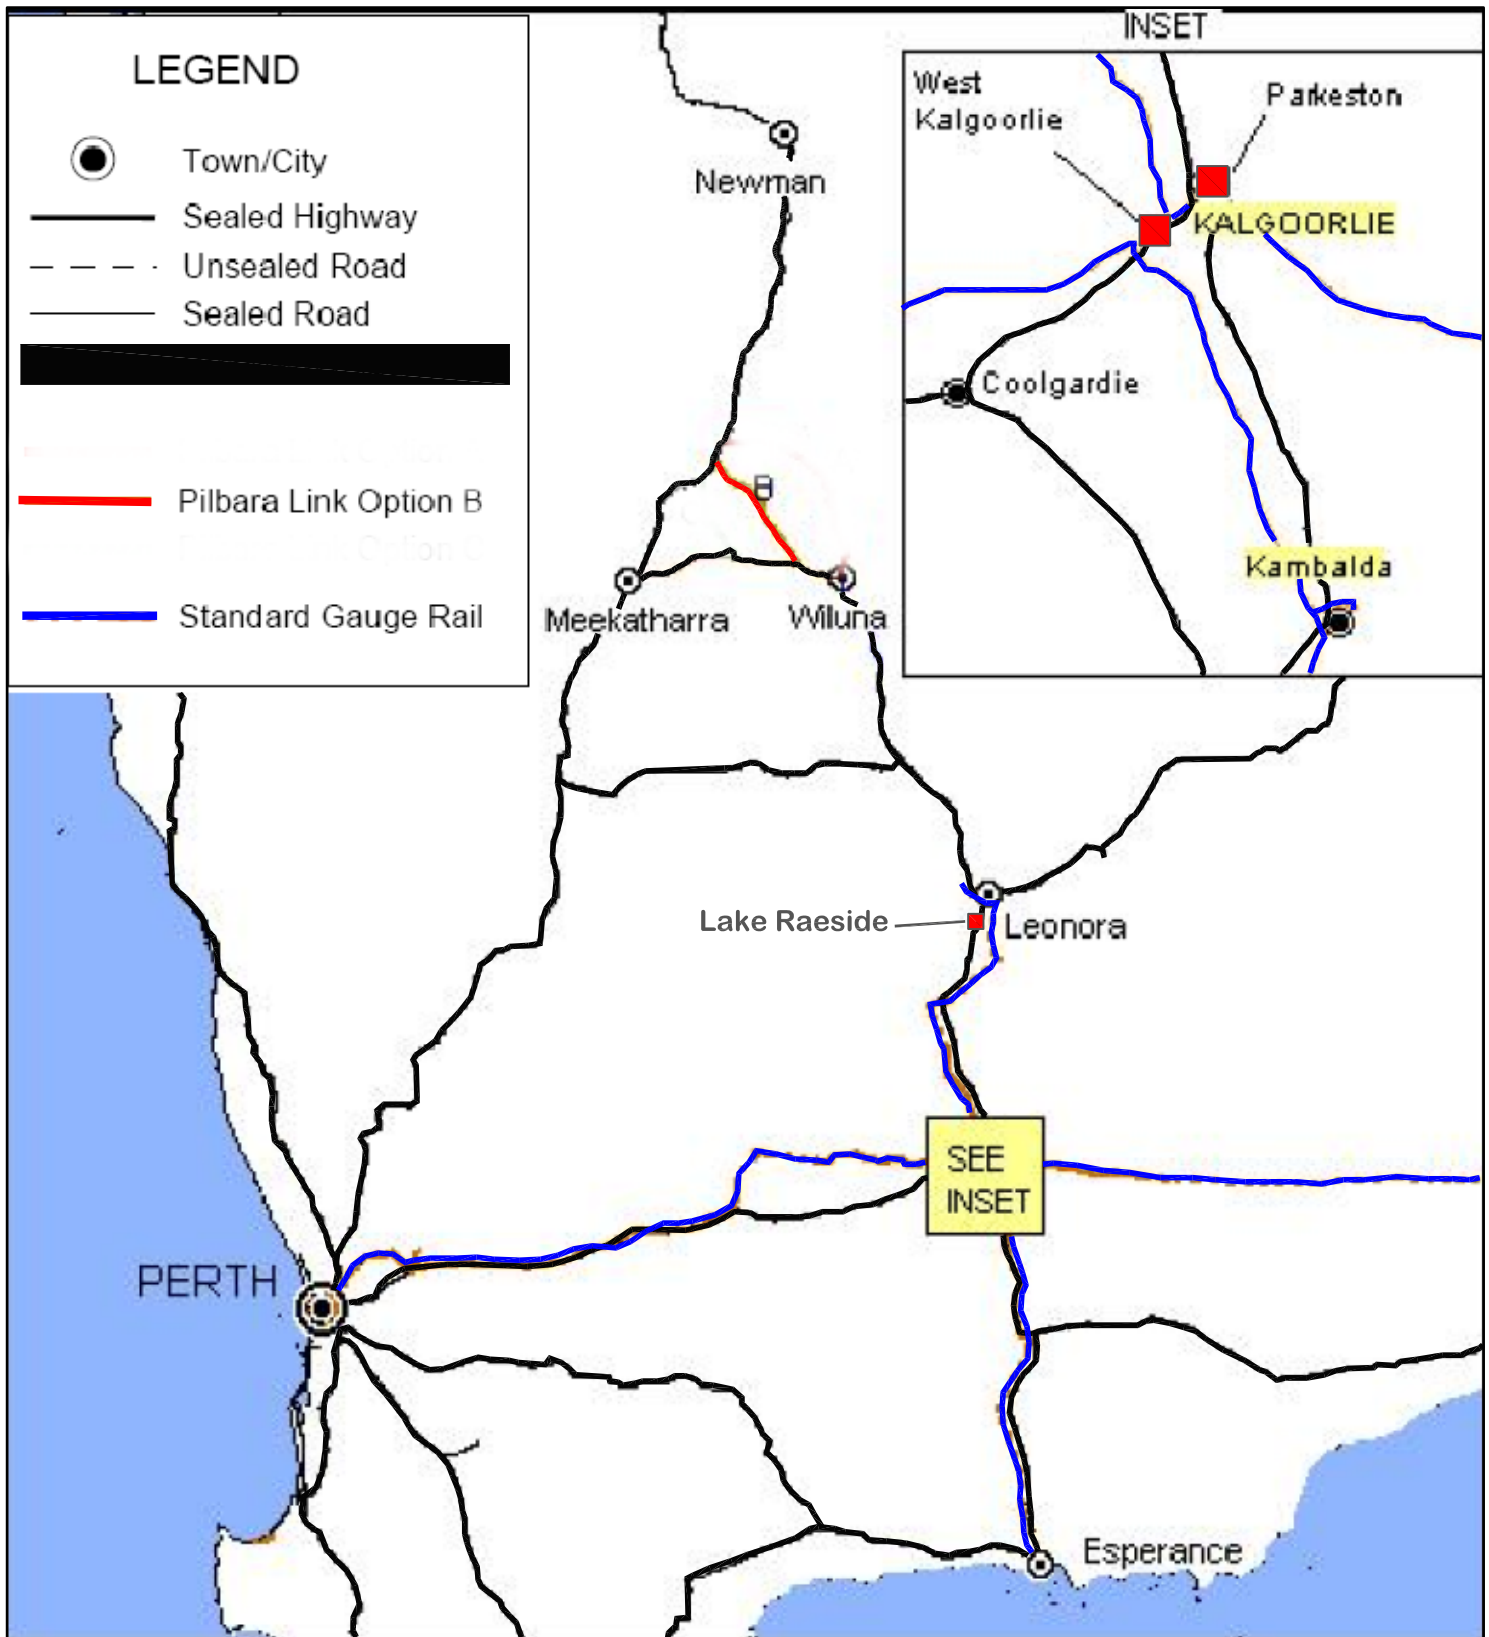 LEGEND
Town/City
Sealed Highway
Unsealed Road
Sealed Road
Pilbara Link Option B
Standard Gauge Rail
INSET
West
Kalgoorlie
Parkeston
KALGOORLIE
Coolgardie
Kambalda
Newman
B
Meekatharra
Wiluna
Lake Raeside
Leonora
SEE
INSET
PERTH
Esperance